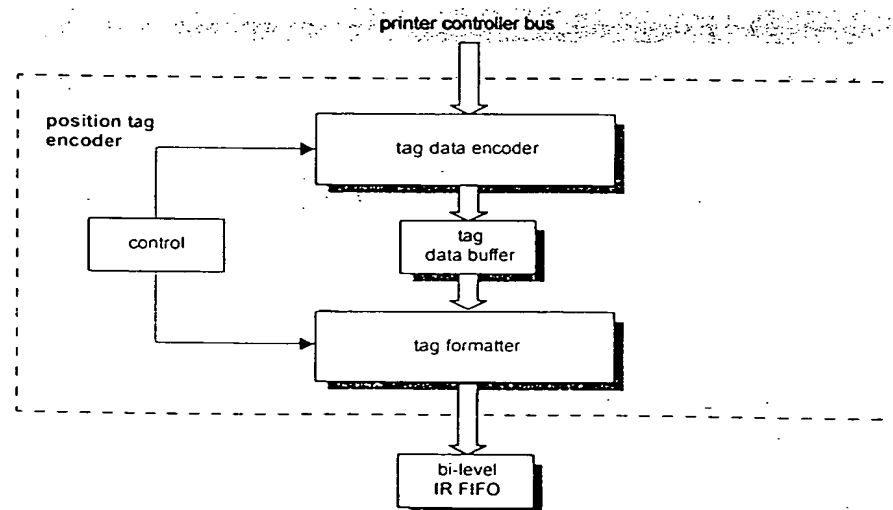 printer controller bus
position tag
encoder
tag data encoder
control
tag
data buffer
tag formatter
bi-level
IR FIFO